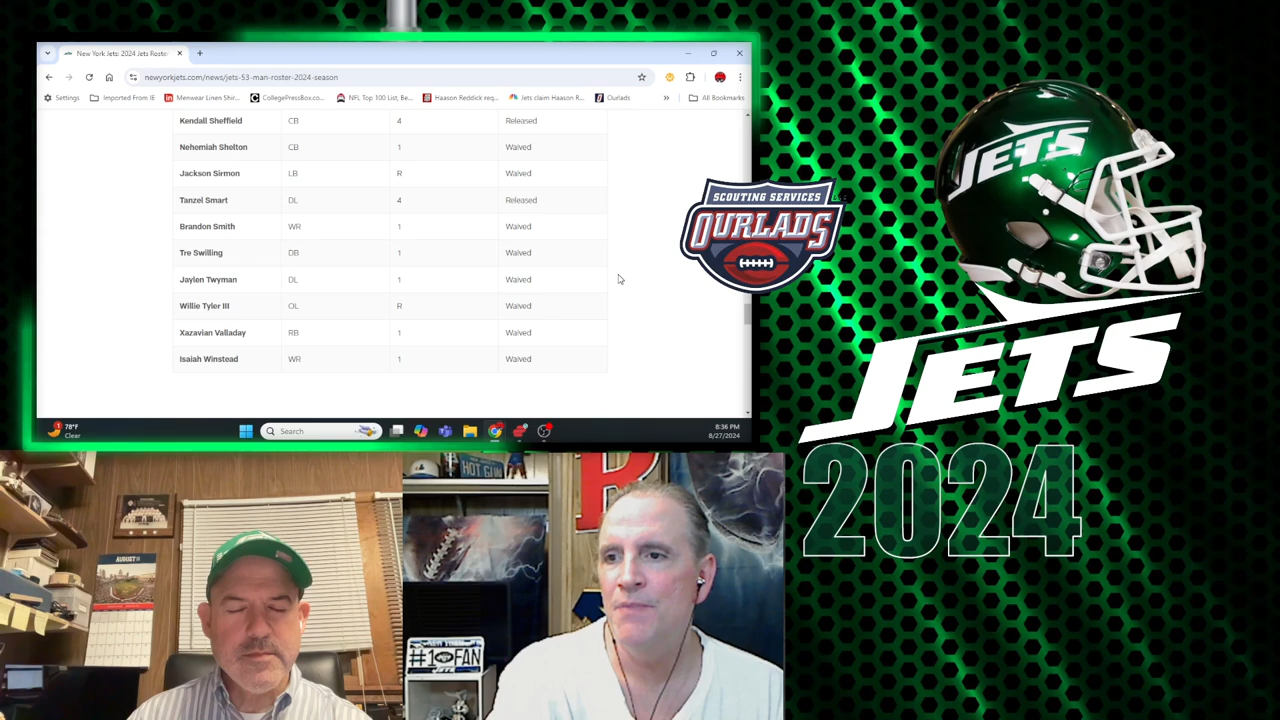 New York Jets: 2024 Jets Roster
newyorkjets.com/news/jets-53-man-roster-2024-season
Settings
Imported From IE
Menwear Linen Shir...
CollegePressBox.co...
NFL Top 100 List, Be...
Haason Reddick req...
Jets claim Haason R...
Ourlads
All Bookmarks
Kendall Sheffield CB 4 Released
Nehemiah Shelton CB 1 Waived
Jackson Sirmon LB R Waived
Tanzel Smart DL 4 Released
Brandon Smith WR 1 Waived
Tre Swilling DB 1 Waived
Jaylen Twyman DL 1 Waived
Willie Tyler III OL R Waived
Xazavian Valladay RB 1 Waived
Isaiah Winstead WR 1 Waived
78°F
Clear
Search
8:36 PM
8/27/2024
SCOUTING SERVICES
OURLADS
JETS
JETS
2024
AUGUST
HOT GUN
#1 FAN